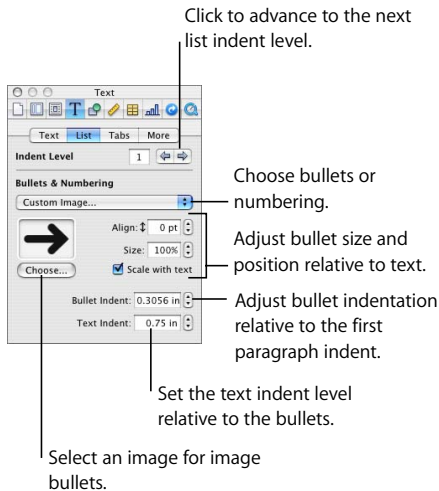 Click to advance to the next
list indent level.
Text
Text List Tabs More
Indent Level 1
Bullets & Numbering
Custom Image...
Align: 0 pt
Size: 100%
Scale with text
Choose...
Bullet Indent: 0.3056 in
Text Indent: 0.75 in
Choose bullets or
numbering.
Adjust bullet size and
position relative to text.
Adjust bullet indentation
relative to the first
paragraph indent.
Set the text indent level
relative to the bullets.
Select an image for image
bullets.